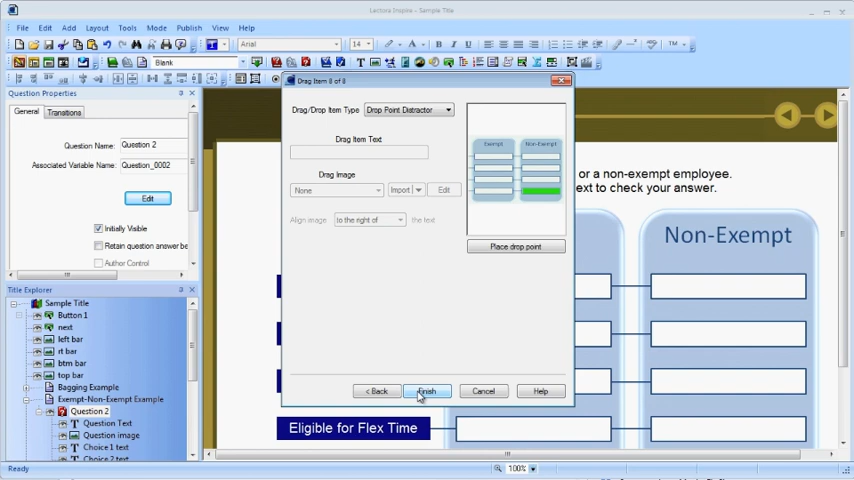 Lectora Inspire - Sample Title
File Edit Add Layout Tools Mode Publish View Help
Arial 14 B I U
Blank
Question Properties
General Transitions
Question Name: Question 2
Associated Variable Name: Question_0002
Edit
Initially Visible
Retain question answer be
Author Control
Title Explorer
Sample Title
Button 1
next
left bar
rt bar
btm bar
top bar
Bagging Example
Exempt-Non-Exempt Example
Question 2
Question Text
Question image
Choice 1 text
Choice 2 text
Drag Item 8 of 8
Drag/Drop Item Type Drop Point Distractor
Drag Item Text
Drag Image
None Import Edit
Align image to the right of the text
Exempt Non-Exempt
Place drop point
< Back Finish Cancel Help
or a non-exempt employee.
ext to check your answer.
Non-Exempt
Eligible for Flex Time
Ready 100%